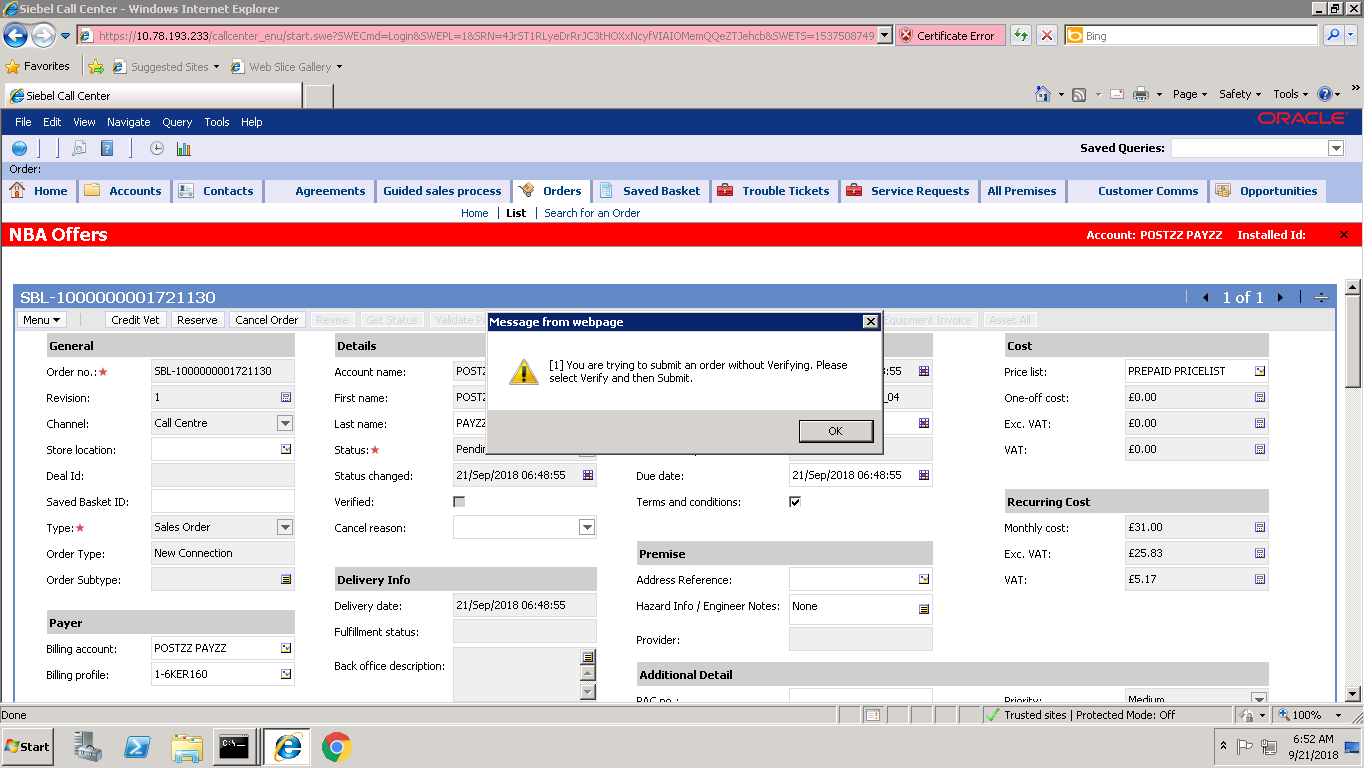 Siebel Call Center - Windows Internet Explorer
https://10.78.193.233/callcenter_enu/start.swe?SWECmd=Login&SWEPL=1&SRN=4JrST1RLyeDrRrJC3tHOXxNcyfVIAIOMemQQeZTJehcb&SWETS=1537508749
Certificate Error
Bing
Favorites
Suggested Sites
Web Slice Gallery
Siebel Call Center
Page
Safety
Tools
File Edit View Navigate Query Tools Help
ORACLE
Saved Queries:
Order:
Home Accounts Contacts Agreements Guided sales process Orders Saved Basket Trouble Tickets Service Requests All Premises Customer Comms Opportunities
Home | List | Search for an Order
NBA Offers
Account: POSTZZ PAYZZ Installed Id:
SBL-1000000001721130
1 of 1
Menu Credit Vet Reserve Cancel Order Revise Get Status Equipment Invoice Asset All
Message from webpage
[1] You are trying to submit an order without Verifying. Please
select Verify and then Submit.
OK
General
Order no.:★ SBL-1000000001721130
Revision: 1
Channel: Call Centre
Store location:
Deal Id:
Saved Basket ID:
Type:★ Sales Order
Order Type: New Connection
Order Subtype:
Payer
Billing account: POSTZZ PAYZZ
Billing profile: 1-6KER160
Details
Account name:
First name:
Last name:
Status:★
Status changed: 21/Sep/2018 06:48:55
Verified:
Cancel reason:
Delivery Info
Delivery date: 21/Sep/2018 06:48:55
Fulfillment status:
Back office description:
Due date: 21/Sep/2018 06:48:55
Terms and conditions:
Premise
Address Reference:
Hazard Info / Engineer Notes: None
Provider:
Additional Detail
Cost
Price list: PREPAID PRICELIST
One-off cost: £0.00
Exc. VAT: £0.00
VAT: £0.00
Recurring Cost
Monthly cost: £31.00
Exc. VAT: £25.83
VAT: £5.17
Priority: Medium
Done
Trusted sites | Protected Mode: Off
100%
Start
6:52 AM
9/21/2018